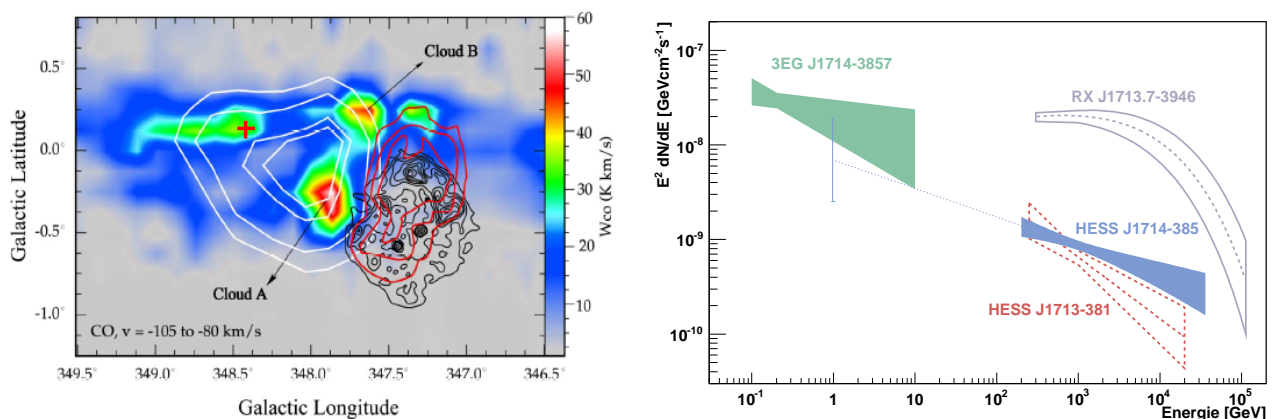 Cloud B
Cloud A
CO, v = -105 to -80 km/s
0.5°
0.0°
-0.5°
-1.0°
Galactic Latitude
349.5
349.0
348.5
348.0
347.5
347.0
346.5
Galactic Longitude
60
50
40
30
20
10
Wco (K km/s)
3EG J1714-3857
RX J1713.7-3946
HESS J1714-385
HESS J1713-381
10⁻⁷
10⁻⁸
10⁻⁹
10⁻¹⁰
E² dN/dE [GeVcm⁻²s⁻¹]
10⁻¹
1
10
10²
10³
10⁴
10⁵
Energie [GeV]